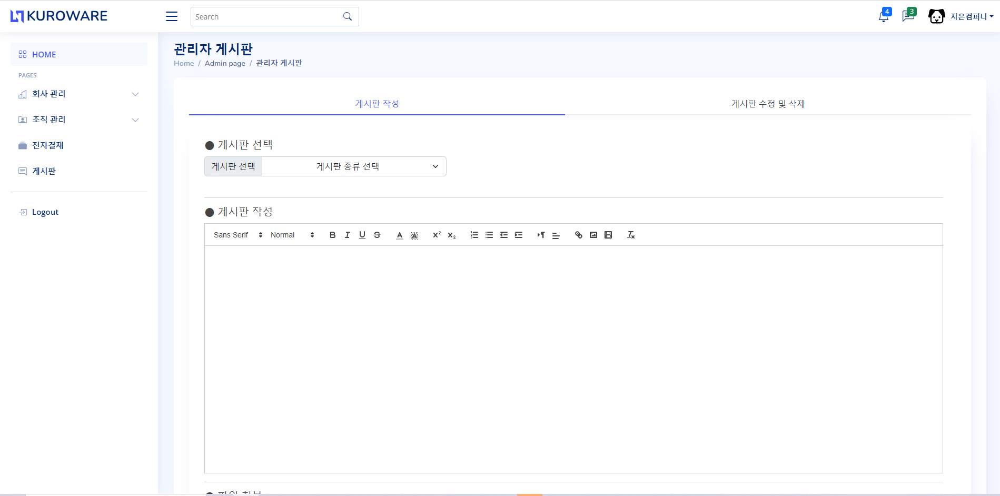 KUROWARE
Search
4
3
지은컴퍼니
HOME
PAGES
회사 관리
조직 관리
전자결재
게시판
Logout
관리자 게시판
Home / Admin page / 관리자 게시판
게시판 작성
게시판 수정 및 삭제
● 게시판 선택
게시판 선택
게시판 종류 선택
● 게시판 작성
Sans Serif
Normal